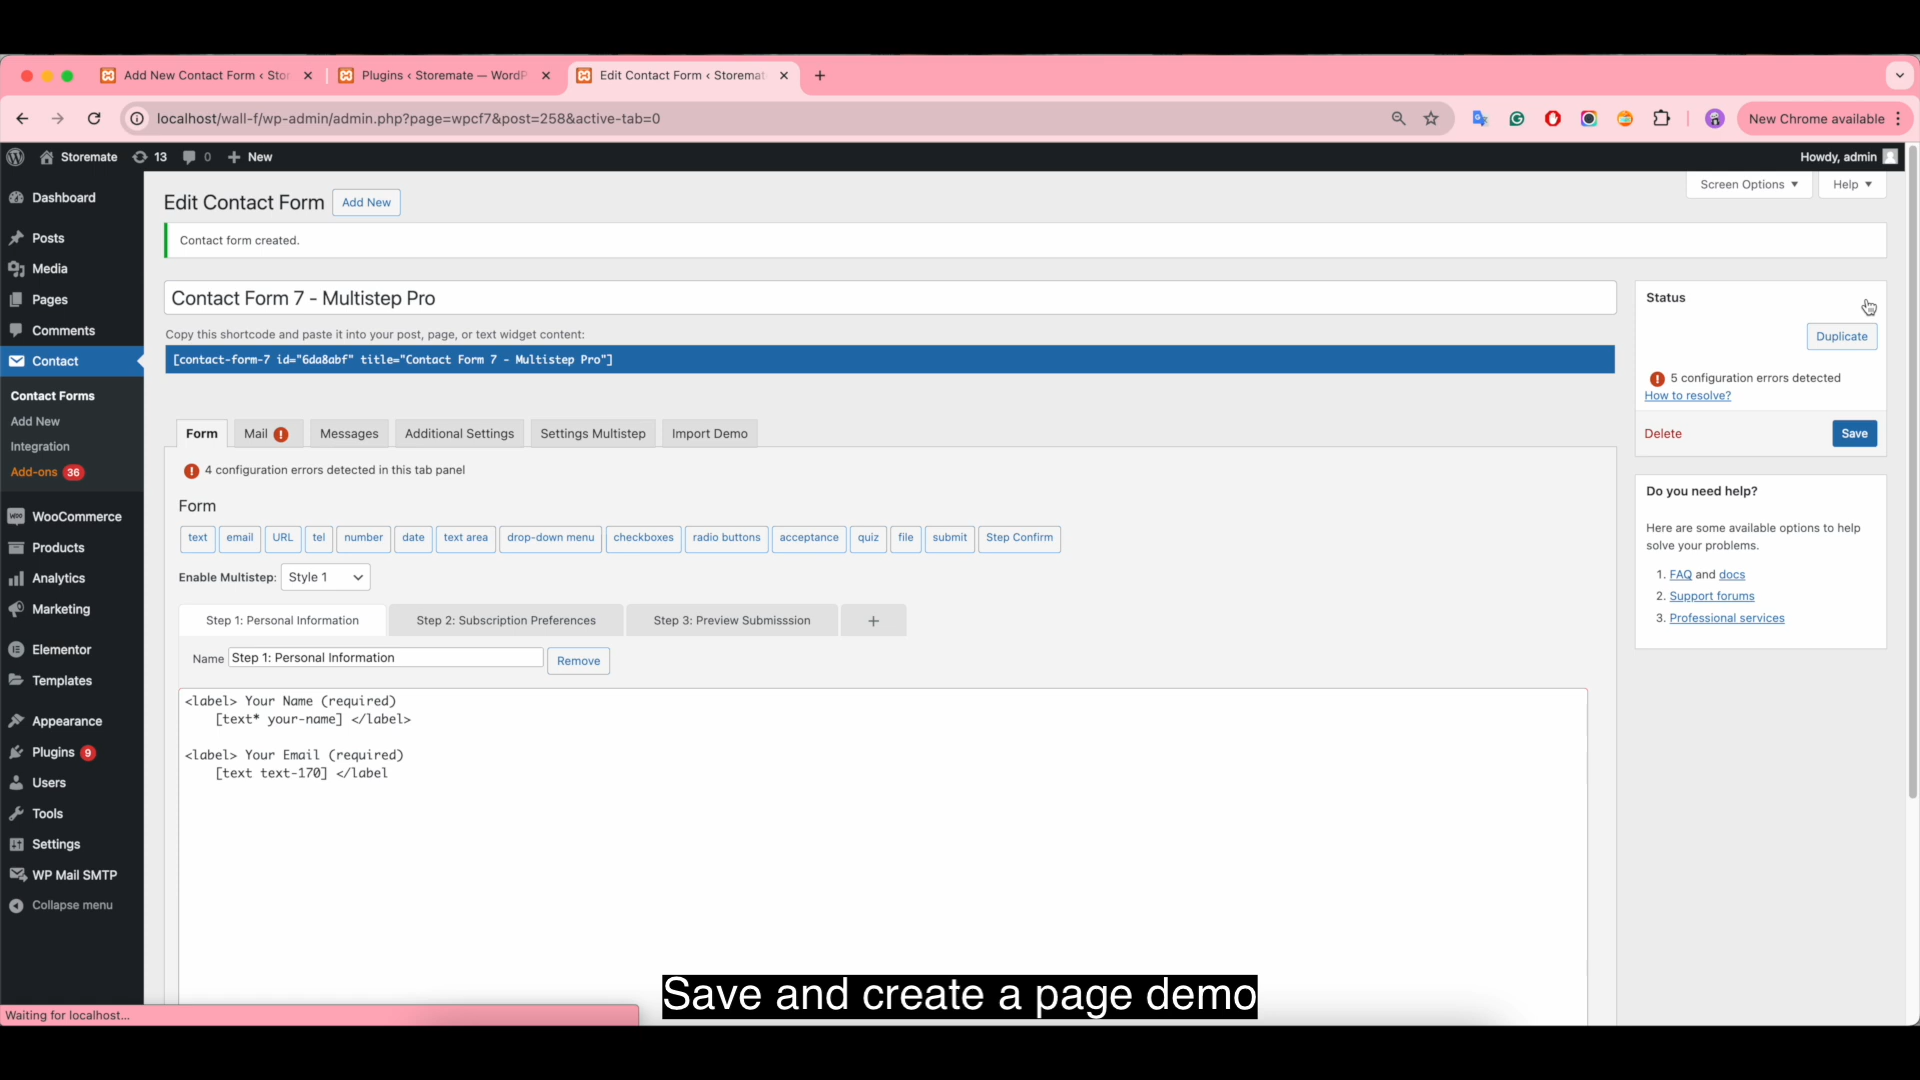 Add New Contact Form ‹ Stor
Plugins ‹ Storemate — WordP
Edit Contact Form ‹ Storemat
localhost/wall-f/wp-admin/admin.php?page=wpcf7&post=258&active-tab=0
New Chrome available
Storemate
13
0
New
Howdy, admin
Dashboard
Posts
Media
Pages
Comments
Contact
Contact Forms
Add New
Integration
Add-ons 36
WooCommerce
Products
Analytics
Marketing
Elementor
Templates
Appearance
Plugins 9
Users
Tools
Settings
WP Mail SMTP
Collapse menu
Edit Contact Form
Add New
Screen Options
Help
Contact form created.
Contact Form 7 - Multistep Pro
Copy this shortcode and paste it into your post, page, or text widget content:
[contact-form-7 id="6da8abf" title="Contact Form 7 - Multistep Pro"]
Form
Mail
Messages
Additional Settings
Settings Multistep
Import Demo
4 configuration errors detected in this tab panel
Form
text
email
URL
tel
number
date
text area
drop-down menu
checkboxes
radio buttons
acceptance
quiz
file
submit
Step Confirm
Enable Multistep: Style 1
Step 1: Personal Information
Step 2: Subscription Preferences
Step 3: Preview Submisssion
+
Name Step 1: Personal Information
Remove
<label> Your Name (required)
[text* your-name] </label>
<label> Your Email (required)
[text text-170] </label
Status
Duplicate
5 configuration errors detected
How to resolve?
Delete
Save
Do you need help?
Here are some available options to help
solve your problems.
1. FAQ and docs
2. Support forums
3. Professional services
Save and create a page demo
Waiting for localhost...